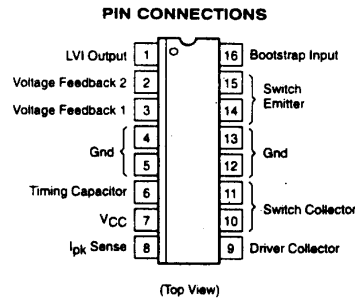 PIN CONNECTIONS
LVI Output 1 16 Bootstrap Input
Voltage Feedback 2 2 15 Switch
Emitter
Voltage Feedback 1 3 14
4 13
Gnd Gnd
5 12
Timing Capacitor 6 11
Switch Collector
VCC 7 10
Ipk Sense 8 9 Driver Collector
(Top View)